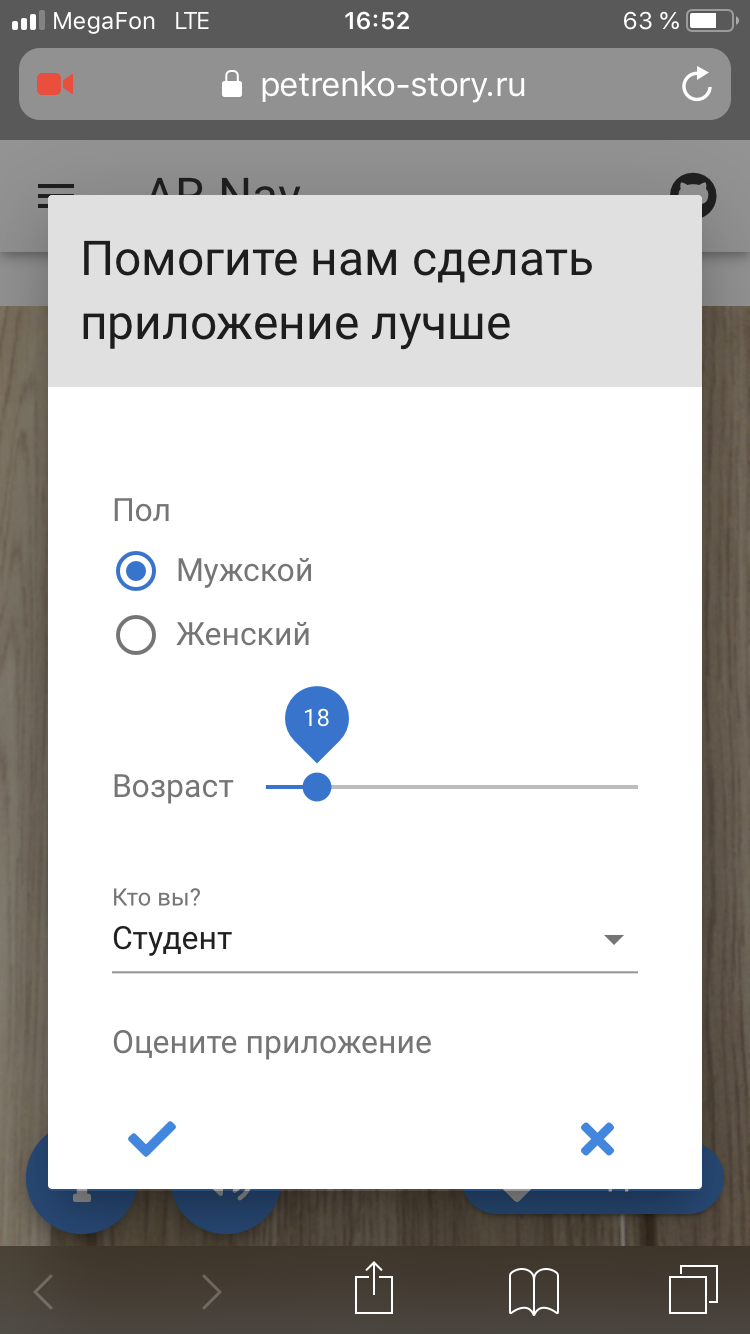 MegaFon LTE 16:52 63 %
petrenko-story.ru
AR Nav
Помогите нам сделать
приложение лучше
Пол
Мужской
Женский
18
Возраст
Кто вы?
Студент
Оцените приложение